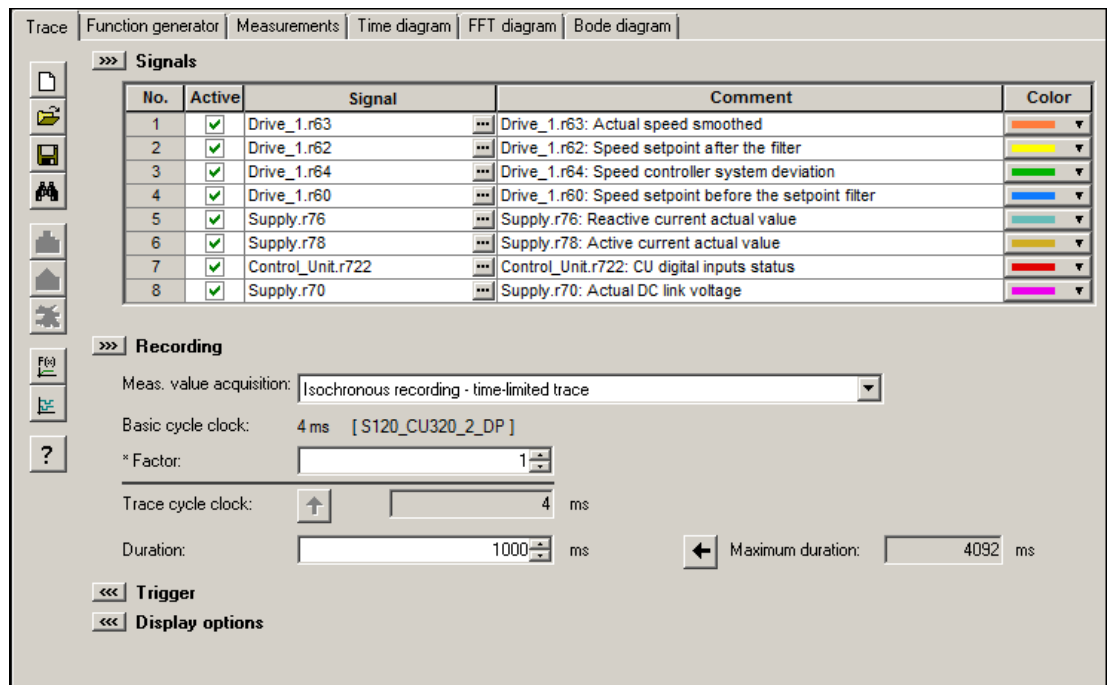 Trace Function generator Measurements Time diagram FFT diagram Bode diagram
>>> Signals
No. Active Signal Comment Color
1 Drive_1.r63 ... Drive_1.r63: Actual speed smoothed
2 Drive_1.r62 ... Drive_1.r62: Speed setpoint after the filter
3 Drive_1.r64 ... Drive_1.r64: Speed controller system deviation
4 Drive_1.r60 ... Drive_1.r60: Speed setpoint before the setpoint filter
5 Supply.r76 ... Supply.r76: Reactive current actual value
6 Supply.r78 ... Supply.r78: Active current actual value
7 Control_Unit.r722 ... Control_Unit.r722: CU digital inputs status
8 Supply.r70 ... Supply.r70: Actual DC link voltage
>>> Recording
F(x)
Meas. value acquisition: Isochronous recording - time-limited trace
Basic cycle clock: 4 ms [ S120_CU320_2_DP ]
?
* Factor: 1
Trace cycle clock: 4 ms
Duration: 1000 ms Maximum duration: 4092 ms
<<< Trigger
<<< Display options